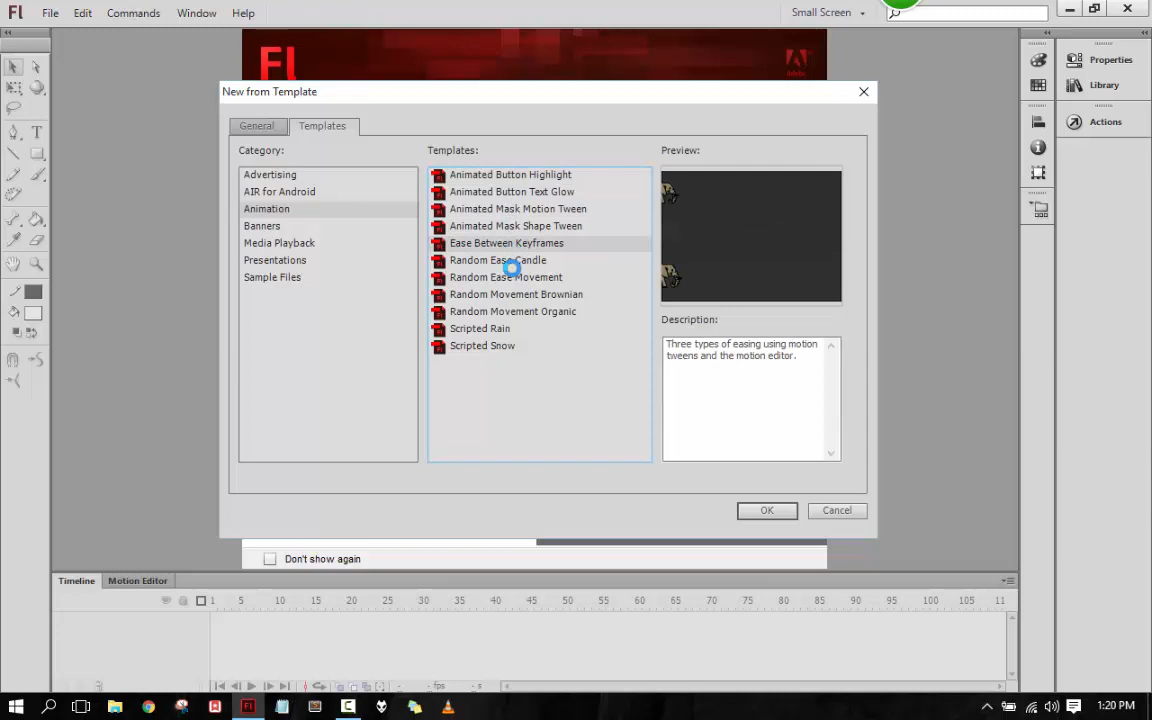 Fl File Edit Commands Window Help Small Screen
Fl
New from Template
General Templates
Category: Templates: Preview:
Advertising
AIR for Android
Animation
Banners
Media Playback
Presentations
Sample Files
Animated Button Highlight
Animated Button Text Glow
Animated Mask Motion Tween
Animated Mask Shape Tween
Ease Between Keyframes
Random Ease Candle
Random Ease Movement
Random Movement Brownian
Random Movement Organic
Scripted Rain
Scripted Snow
Description:
Three types of easing using motion
tweens and the motion editor.
OK Cancel
Don't show again
Properties
Library
Actions
Timeline Motion Editor
1 5 10 15 20 25 30 35 40 45 50 55 60 65 70 75 80 85 90 95 100 105 11
fps s
1:20 PM